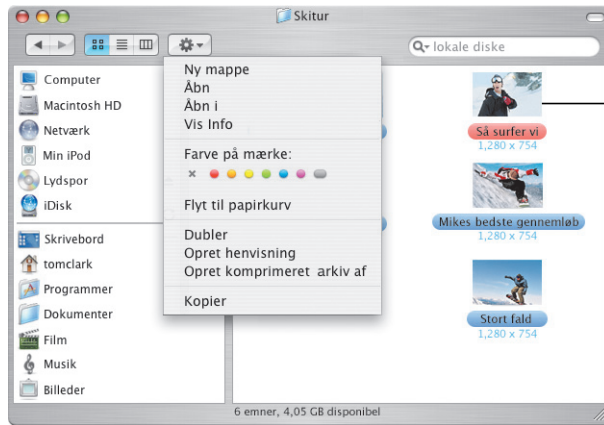 Skitur
lokale diske
Computer
Macintosh HD
Netværk
Min iPod
Lydspor
iDisk
Skrivebord
tomclark
Programmer
Dokumenter
Film
Musik
Billeder
Ny mappe
Åbn
Åbn i
Vis Info
Farve på mærke:
Flyt til papirkurv
Dubler
Opret henvisning
Opret komprimeret arkiv af
Kopier
Så surfer vi
1,280 x 754
Mikes bedste gennemløb
1,280 x 754
Stort fald
1,280 x 754
6 emner, 4,05 GB disponibel